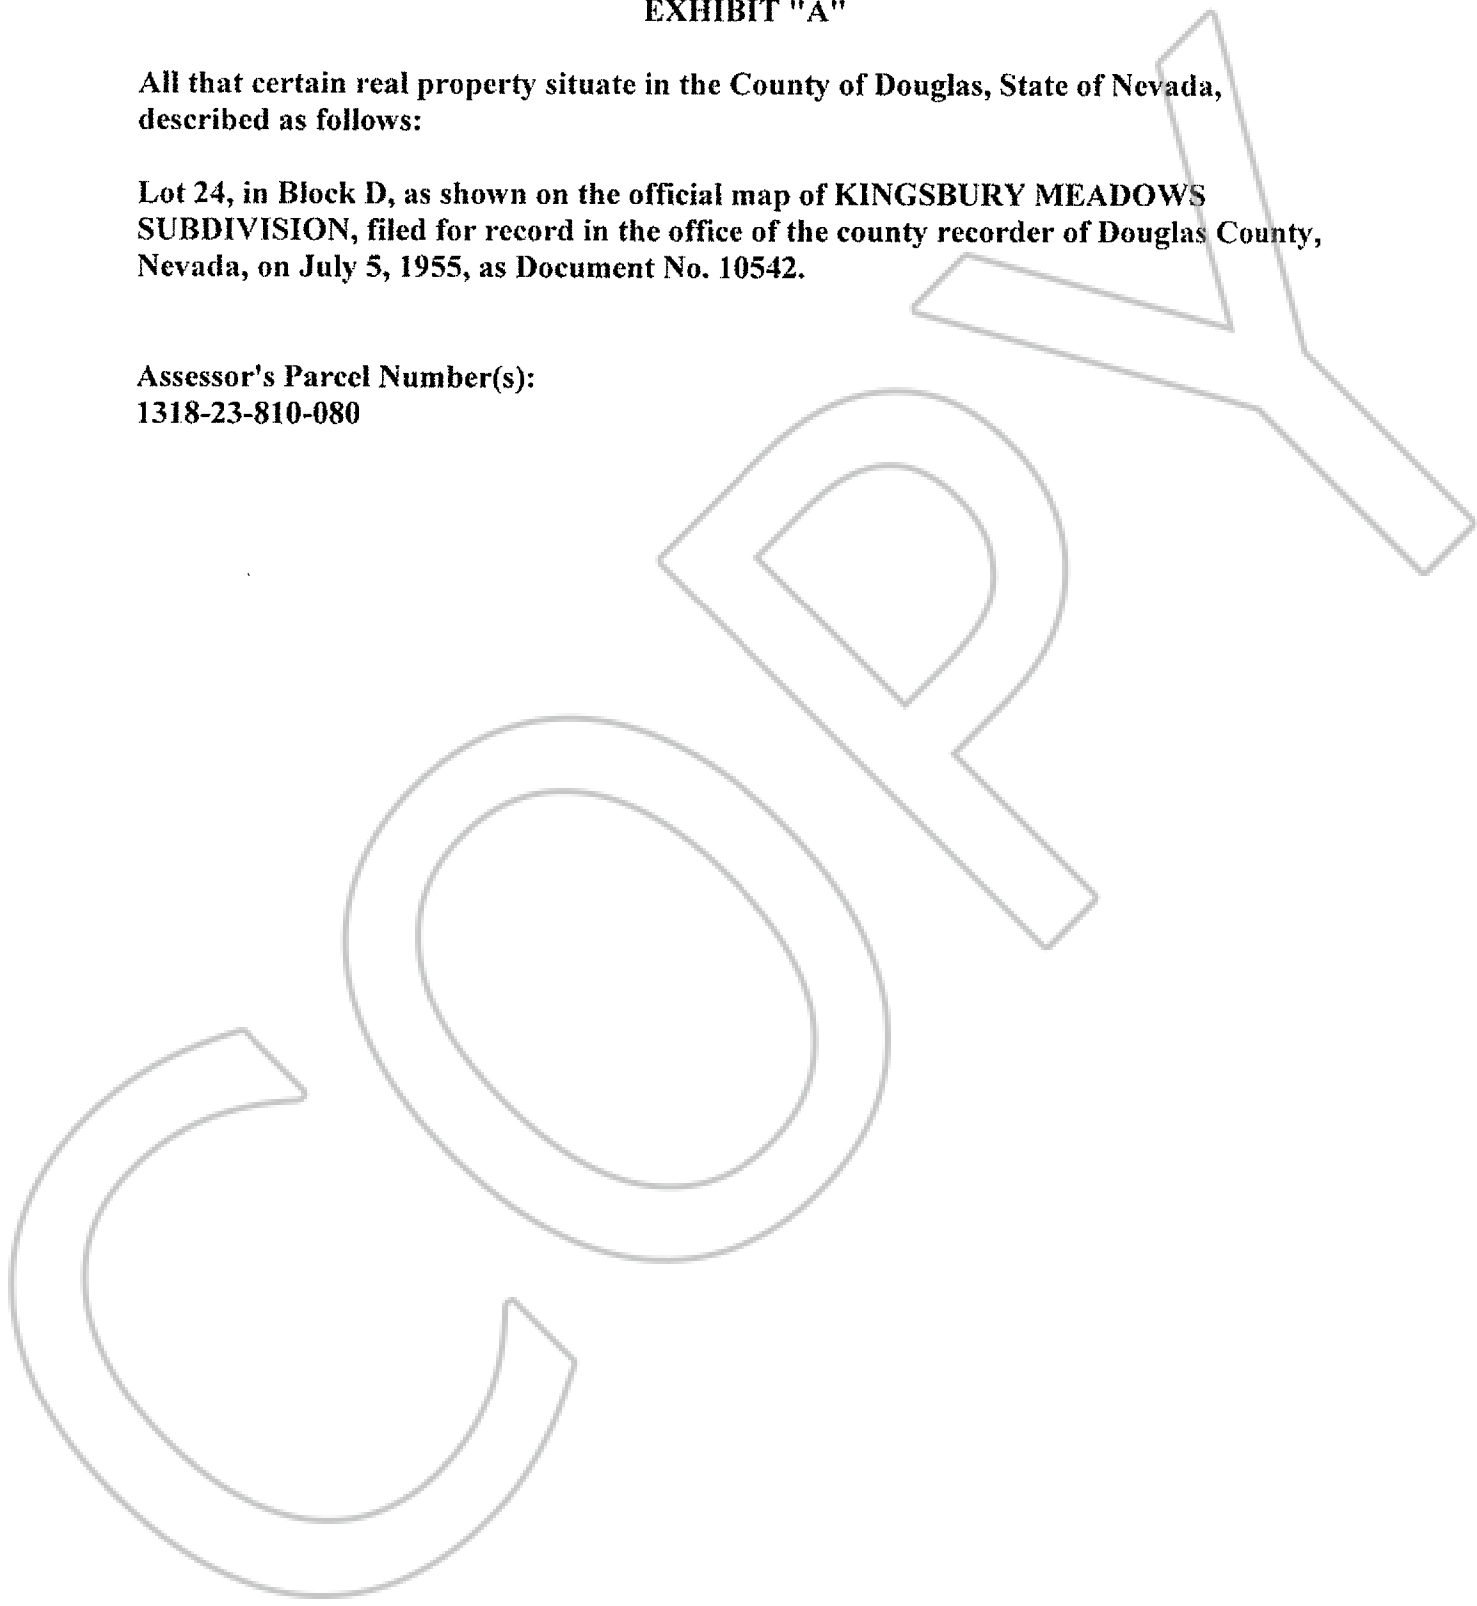 EXHIBIT "A"
All that certain real property situate in the County of Douglas, State of Nevada,
described as follows:
Lot 24, in Block D, as shown on the official map of KINGSBURY MEADOWS
SUBDIVISION, filed for record in the office of the county recorder of Douglas County,
Nevada, on July 5, 1955, as Document No. 10542.
Assessor's Parcel Number(s):
1318-23-810-080
COPY